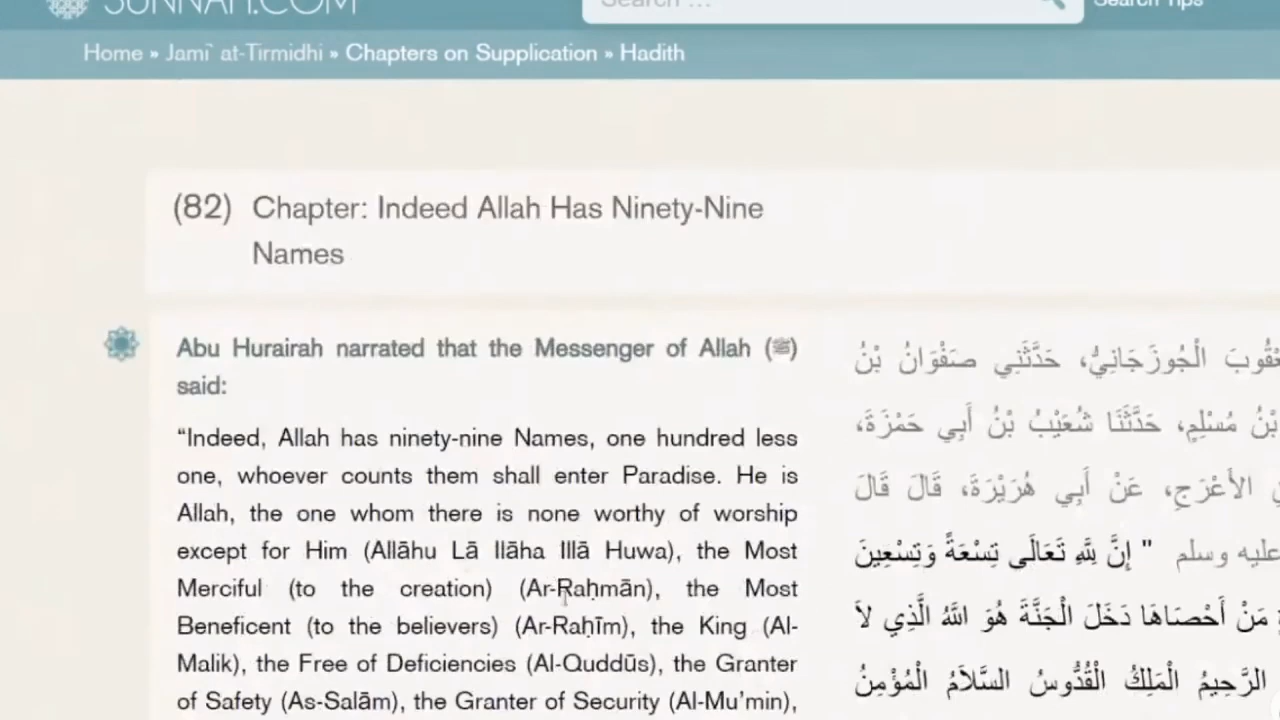 SUNNAH.COM
Search ...
Search Tips
Home » Jami` at-Tirmidhi » Chapters on Supplication » Hadith
(82) Chapter: Indeed Allah Has Ninety-Nine
Names
Abu Hurairah narrated that the Messenger of Allah (ﷺ)
said:
“Indeed, Allah has ninety-nine Names, one hundred less
one, whoever counts them shall enter Paradise. He is
Allah, the one whom there is none worthy of worship
except for Him (Allāhu Lā Ilāha Illā Huwa), the Most
Merciful (to the creation) (Ar-Raḥmān), the Most
Beneficent (to the believers) (Ar-Raḥīm), the King (Al-
Malik), the Free of Deficiencies (Al-Quddūs), the Granter
of Safety (As-Salām), the Granter of Security (Al-Mu’min),
الْجُوزَجَانِيُّ، حَدَّثَنِي صَفْوَانُ بْنُ
بْنُ مُسْلِمٍ، حَدَّثَنَا شُعَيْبُ بْنُ أَبِي حَمْزَةَ،
الأَعْرَجِ، عَنْ أَبِي هُرَيْرَةَ، قَالَ قَالَ
عليه وسلم " إِنَّ لِلَّهِ تَعَالَى تِسْعَةً وَتِسْعِينَ
مَنْ أَحْصَاهَا دَخَلَ الْجَنَّةَ هُوَ اللَّهُ الَّذِي لاَ
الرَّحِيمُ الْمَلِكُ الْقُدُّوسُ السَّلاَمُ الْمُؤْمِنُ